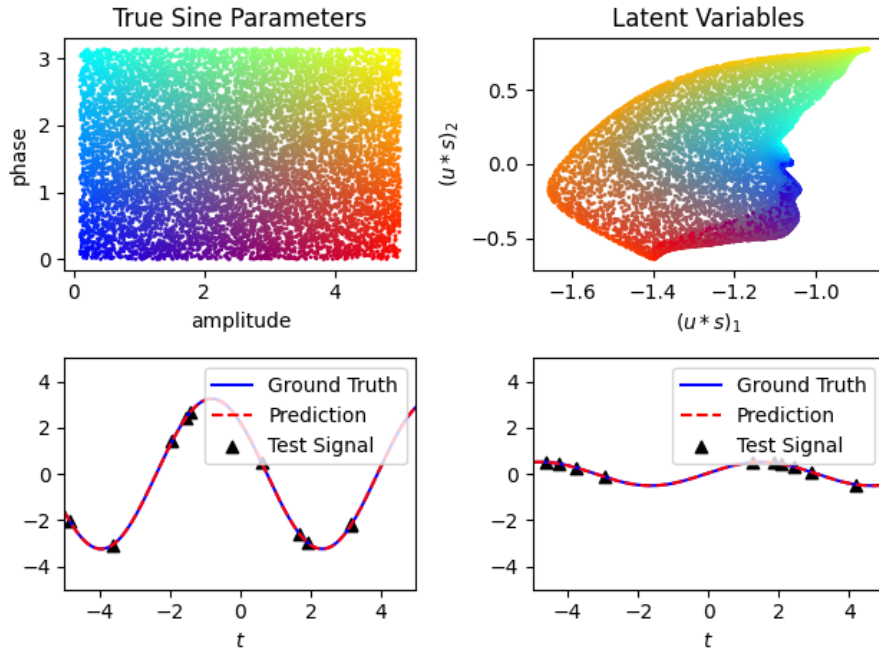 True Sine Parameters
Latent Variables
phase
3
2
1
0
0
2
4
amplitude
(u * s)₂
0.5
0.0
−0.5
−1.6
−1.4
−1.2
−1.0
(u * s)₁
4
2
0
−2
−4
−4
−2
0
2
4
t
Ground Truth
Prediction
Test Signal
4
2
0
−2
−4
−4
−2
0
2
4
t
Ground Truth
Prediction
Test Signal